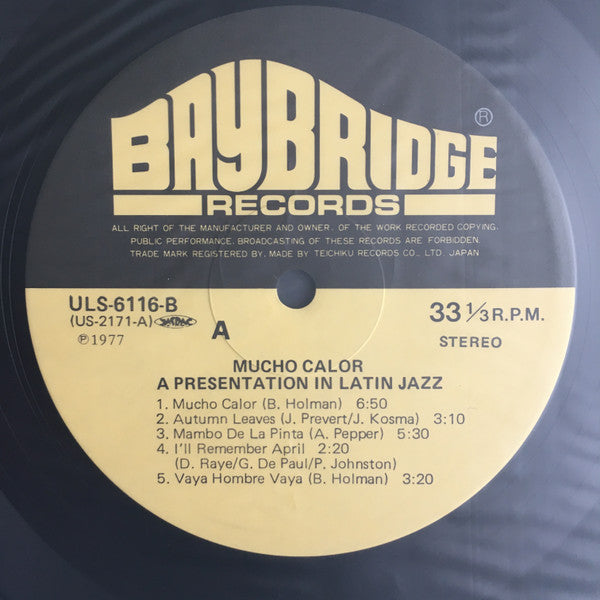 BAYBRIDGE
®
RECORDS
ALL RIGHT OF THE MANUFACTURER AND OWNER. OF THE WORK RECORDED COPYING,
PUBLIC PERFORMANCE. BROADCASTING OF THESE RECORDS ARE FORBIDDEN.
TRADE MARK REGISTERED BY. MADE BY TEICHIKU RECORDS CO., LTD. JAPAN
ULS-6116-B
(US-2171-A)
℗1977
A
33 1/3 R.P.M.
STEREO
MUCHO CALOR
A PRESENTATION IN LATIN JAZZ
1. Mucho Calor (B. Holman) 6:50
2. Autumn Leaves (J. Prevert/J. Kosma) 3:10
3. Mambo De La Pinta (A. Pepper) 5:30
4. I'll Remember April 2:20
(D. Raye/G. De Paul/P. Johnston)
5. Vaya Hombre Vaya (B. Holman) 3:20